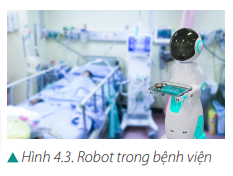 ▲ Hình 4.3. Robot trong bệnh viện